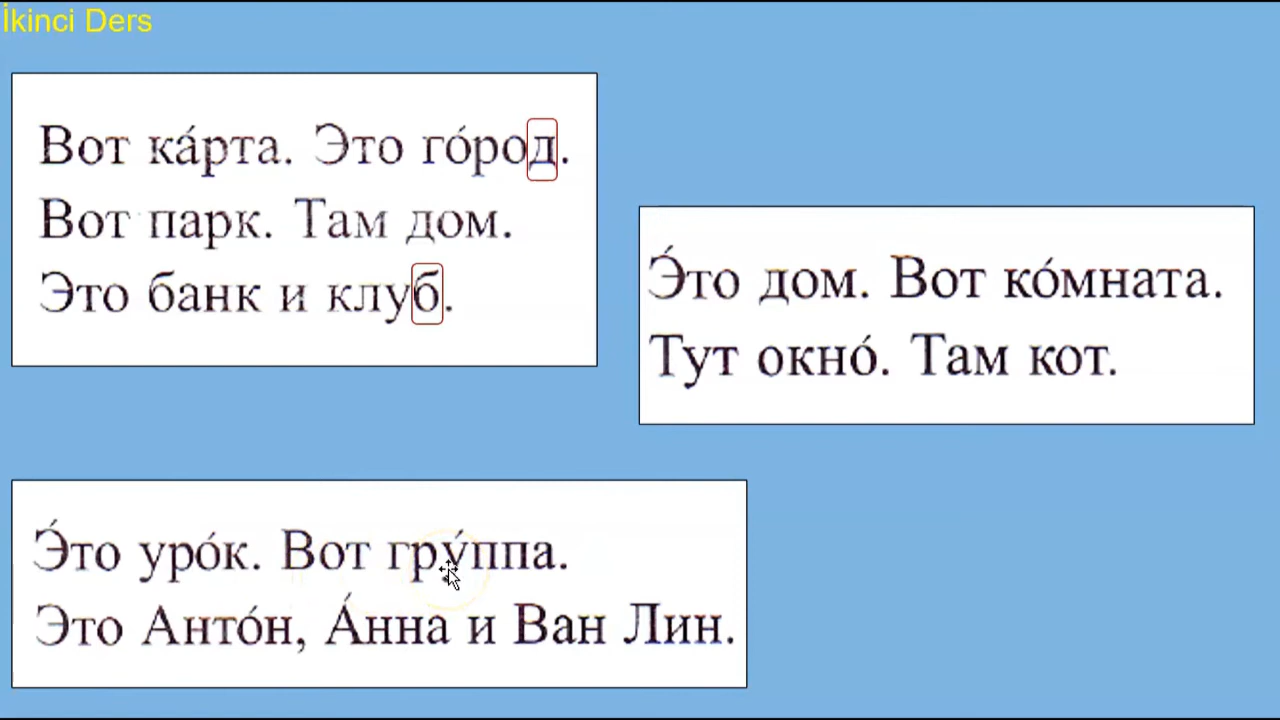 İkinci Ders
Вот ка́рта. Это го́род.
Вот парк. Там дом.
Это банк и клуб.
Э́то дом. Вот ко́мната.
Тут окно́. Там кот.
Э́то уро́к. Вот гру́ппа.
Это Анто́н, А́нна и Ван Лин.